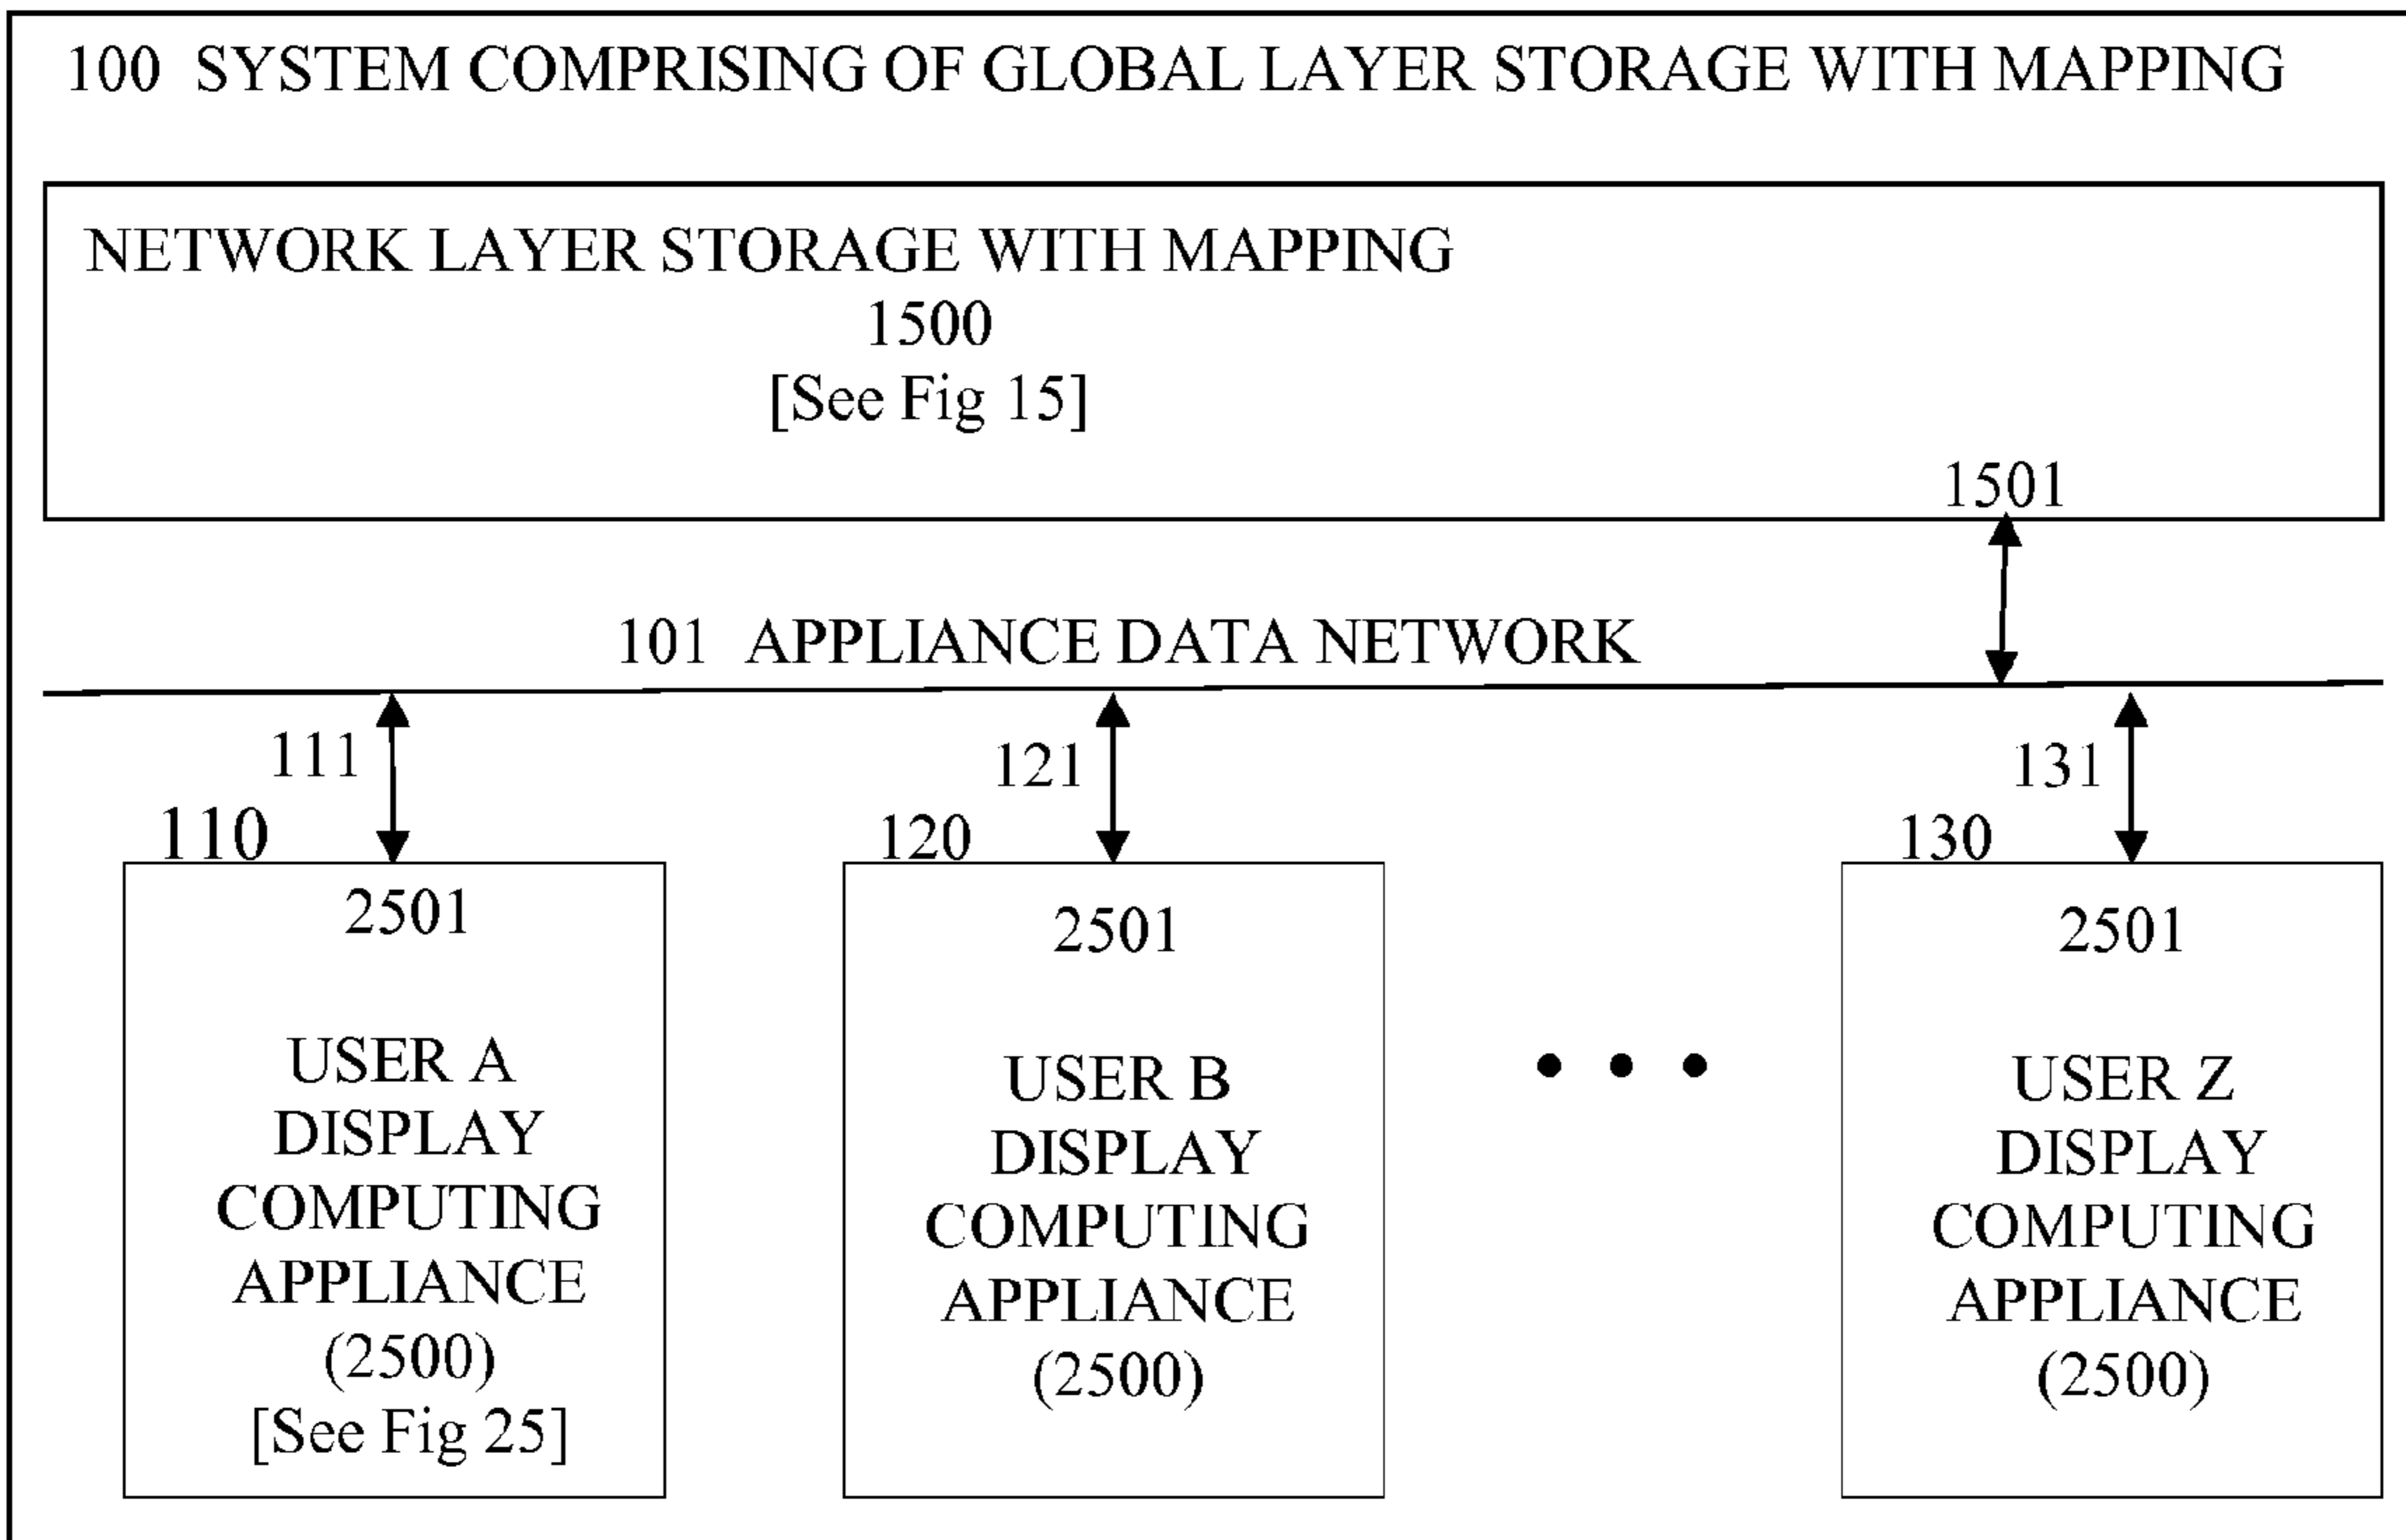 100 SYSTEM COMPRISING OF GLOBAL LAYER STORAGE WITH MAPPING
NETWORK LAYER STORAGE WITH MAPPING
1500
[See Fig 15]
1501
101 APPLIANCE DATA NETWORK
111
121
131
110
120
130
2501
USER A
DISPLAY
COMPUTING
APPLIANCE
(2500)
[See Fig 25]
2501
USER B
DISPLAY
COMPUTING
APPLIANCE
(2500)
• • •
2501
USER Z
DISPLAY
COMPUTING
APPLIANCE
(2500)